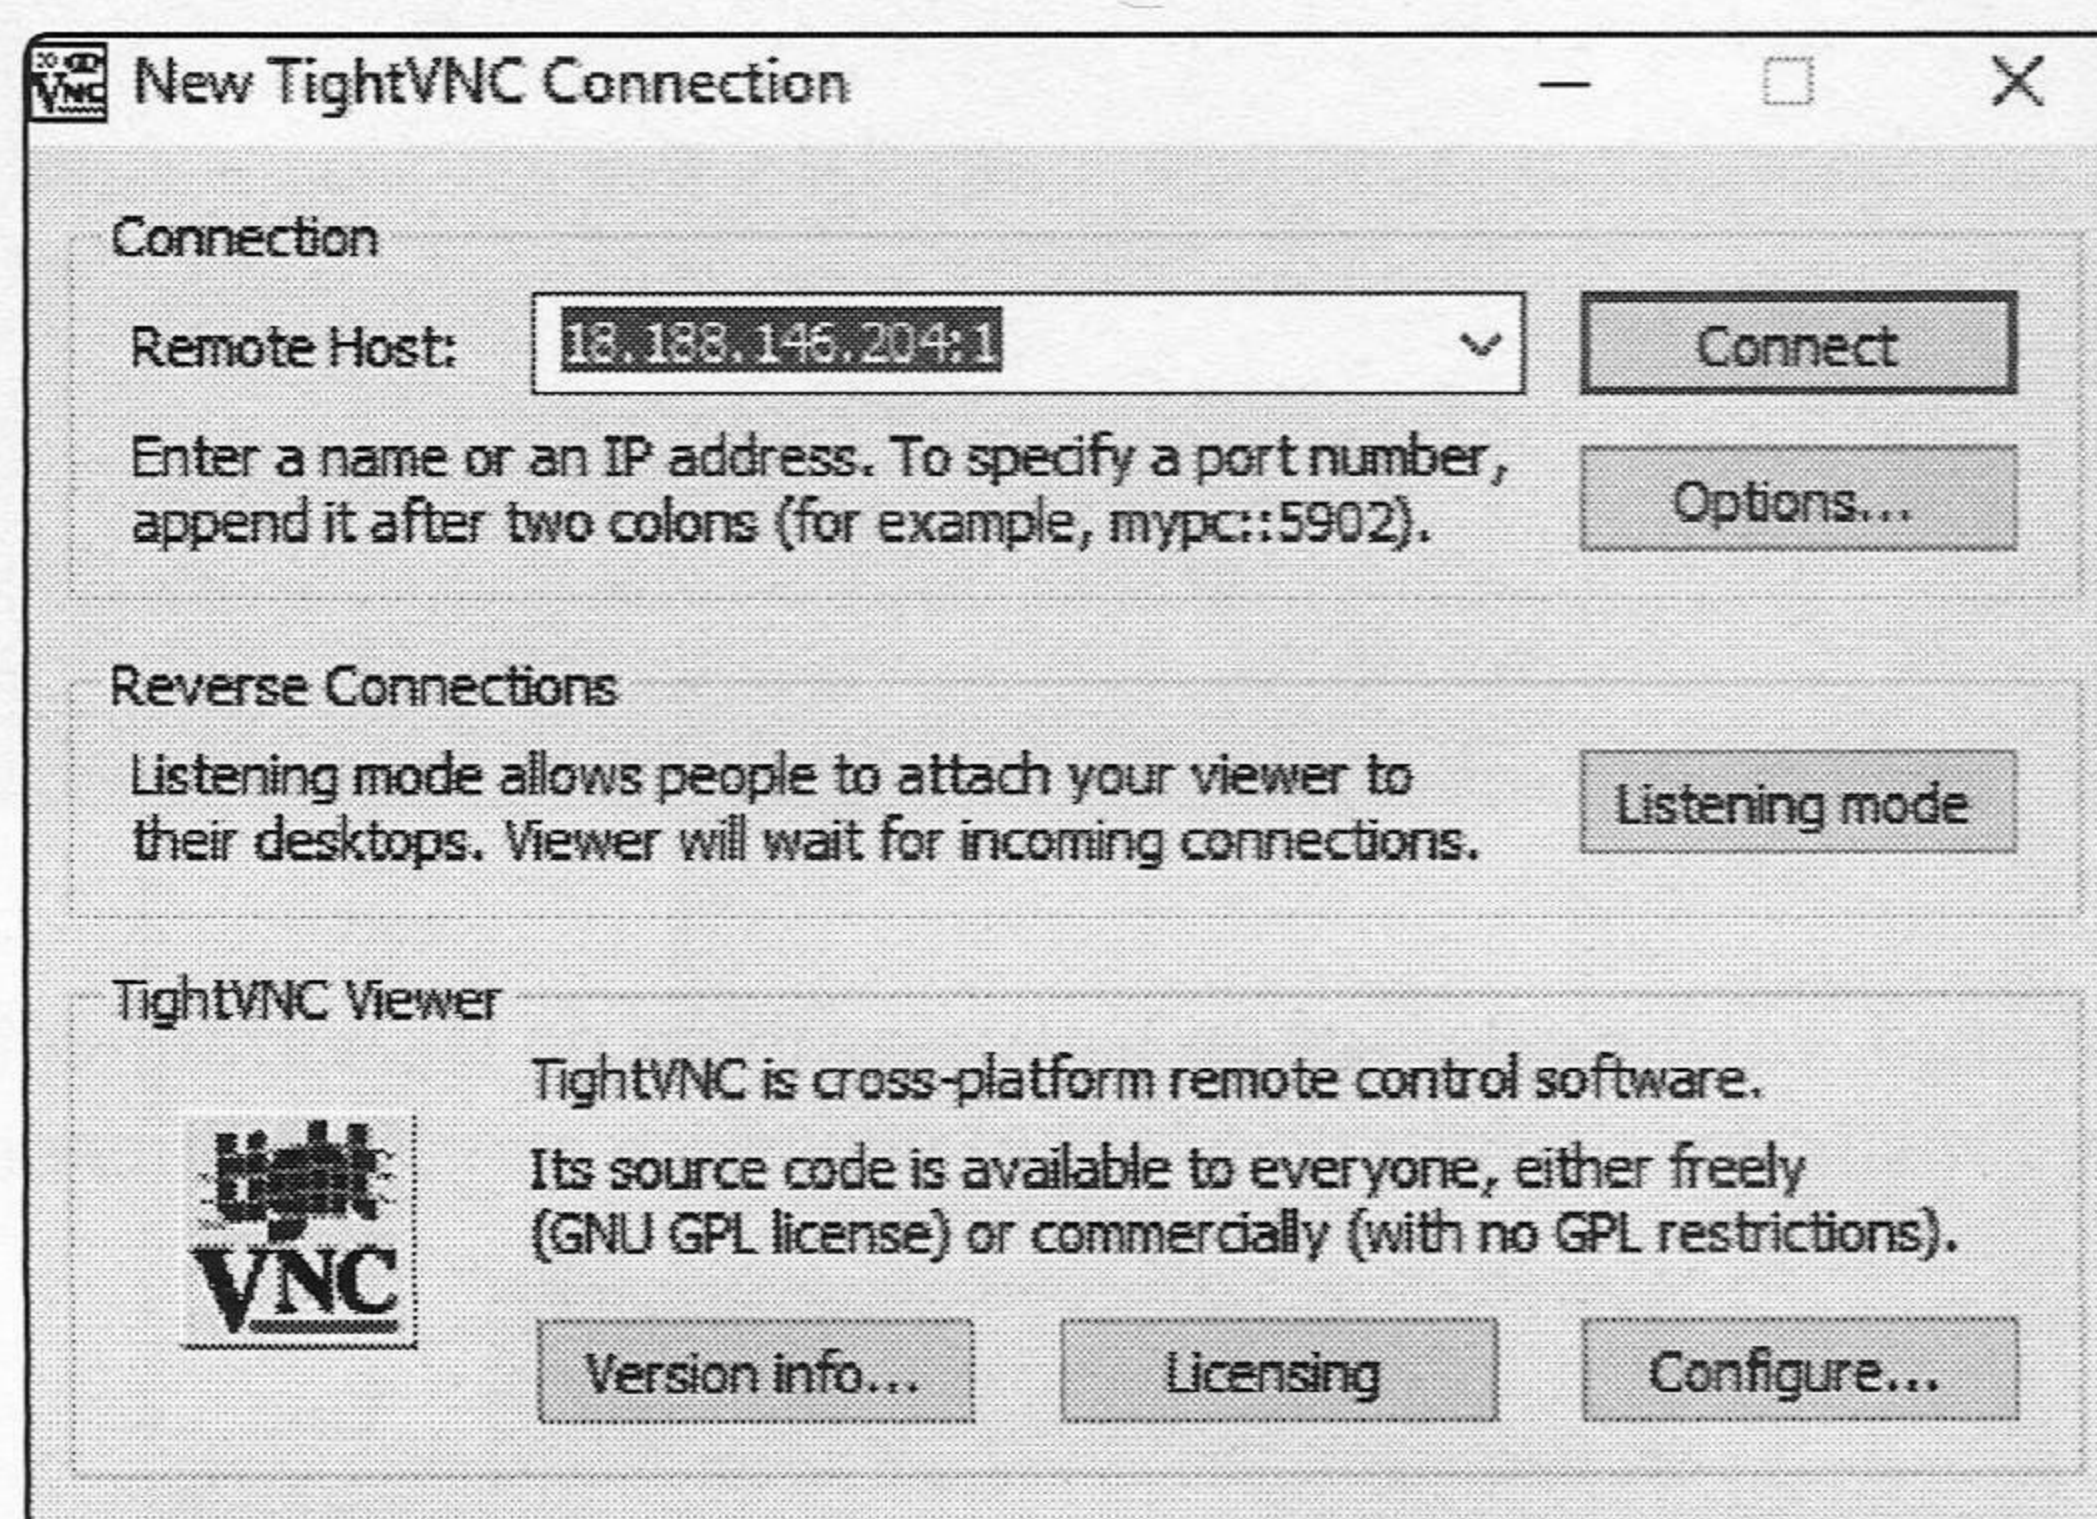 New TightVNC Connection
Connection
Remote Host:
18.188.146.204:1
Connect
Enter a name or an IP address. To specify a port number,
append it after two colons (for example, mypc::5902).
Options...
Reverse Connections
Listening mode allows people to attach your viewer to
their desktops. Viewer will wait for incoming connections.
Listening mode
TightVNC Viewer
TightVNC is cross-platform remote control software.
Its source code is available to everyone, either freely
(GNU GPL license) or commercially (with no GPL restrictions).
tight
VNC
Version info...
Licensing
Configure...